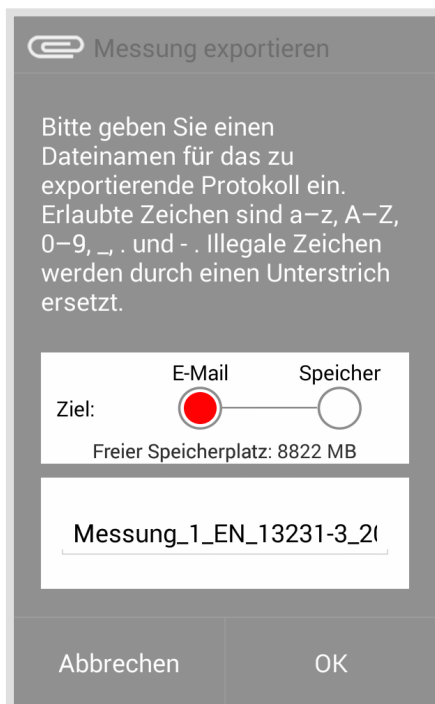 Messung exportieren
Bitte geben Sie einen
Dateinamen für das zu
exportierende Protokoll ein.
Erlaubte Zeichen sind a–z, A–Z,
0–9, _, . und - . Illegale Zeichen
werden durch einen Unterstrich
ersetzt.
E-Mail Speicher
Ziel:
Freier Speicherplatz: 8822 MB
Messung_1_EN_13231-3_20
Abbrechen OK